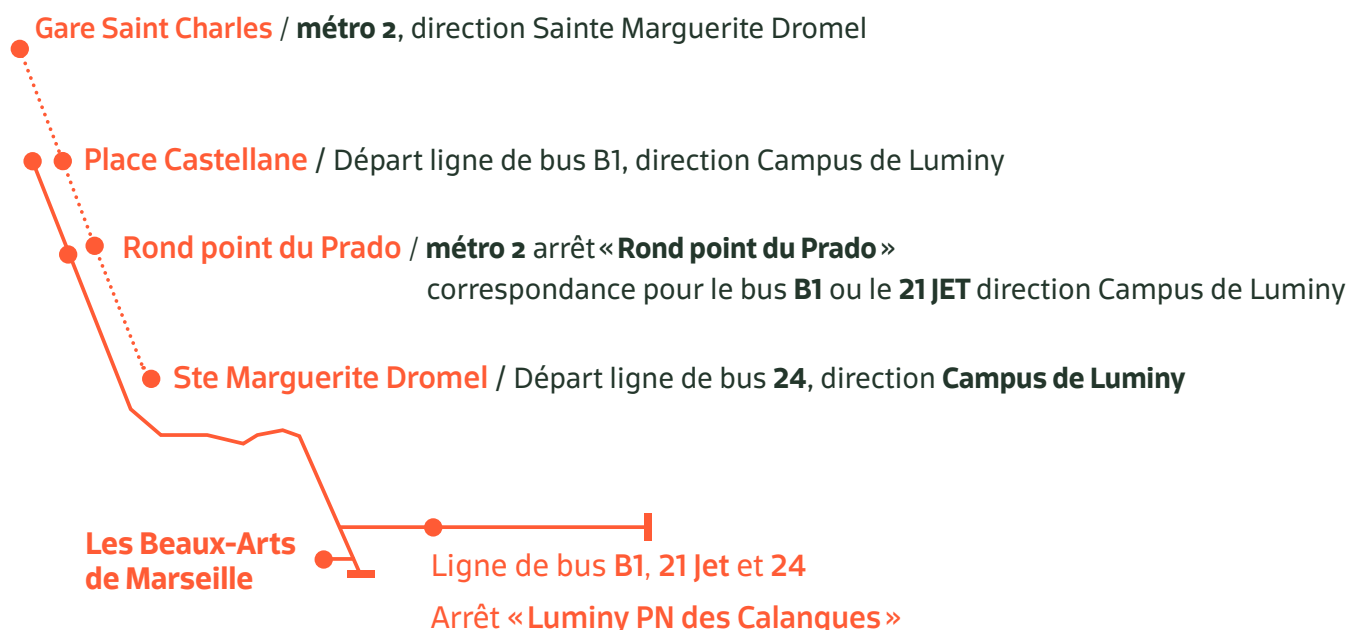 Gare Saint Charles / métro 2, direction Sainte Marguerite Dromel
Place Castellane / Départ ligne de bus B1, direction Campus de Luminy
Rond point du Prado / métro 2 arrêt « Rond point du Prado »
correspondance pour le bus B1 ou le 21 JET direction Campus de Luminy
Ste Marguerite Dromel / Départ ligne de bus 24, direction Campus de Luminy
Les Beaux-Arts
de Marseille
Ligne de bus B1, 21 Jet et 24
Arrêt « Luminy PN des Calanques »